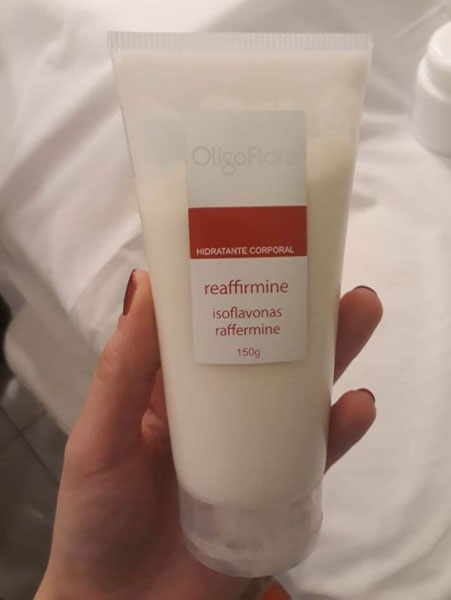 OligoFlora
HIDRATANTE CORPORAL
reaffirmine
isoflavonas
raffermine
150g